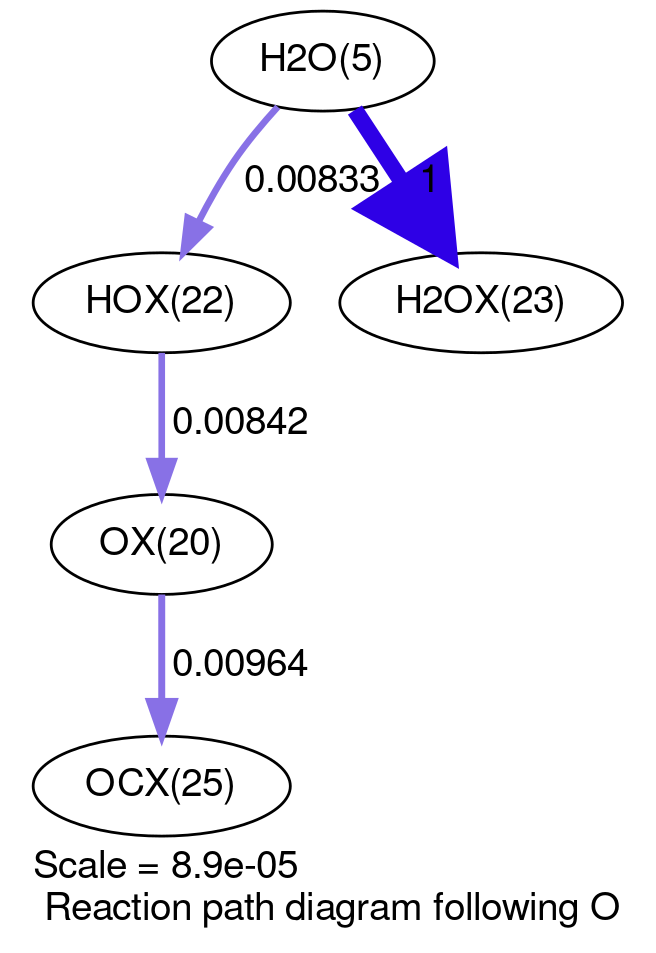 H2O(5)
0.00833
1
HOX(22)
H2OX(23)
0.00842
OX(20)
0.00964
OCX(25)
Scale = 8.9e-05
Reaction path diagram following O